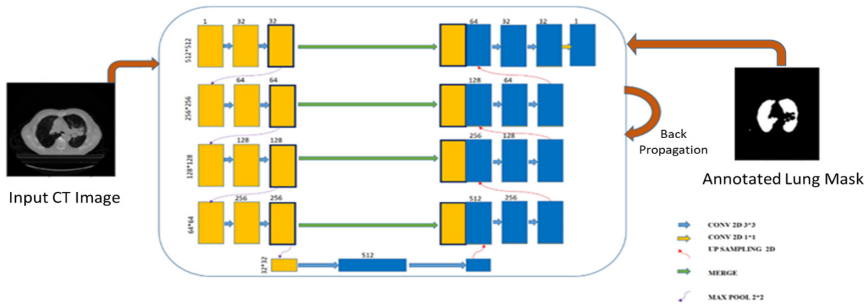 1 32 32
64 32 32 1
512*512
64 64
128 64
256*256
128 128
256 128
128*128
256 256
512 256
64*64
512
32*32
Input CT Image
Back
Propagation
Annotated Lung Mask
CONV 2D 3*3
CONV 2D 1*1
UP SAMPLING 2D
MERGE
MAX POOL 2*2